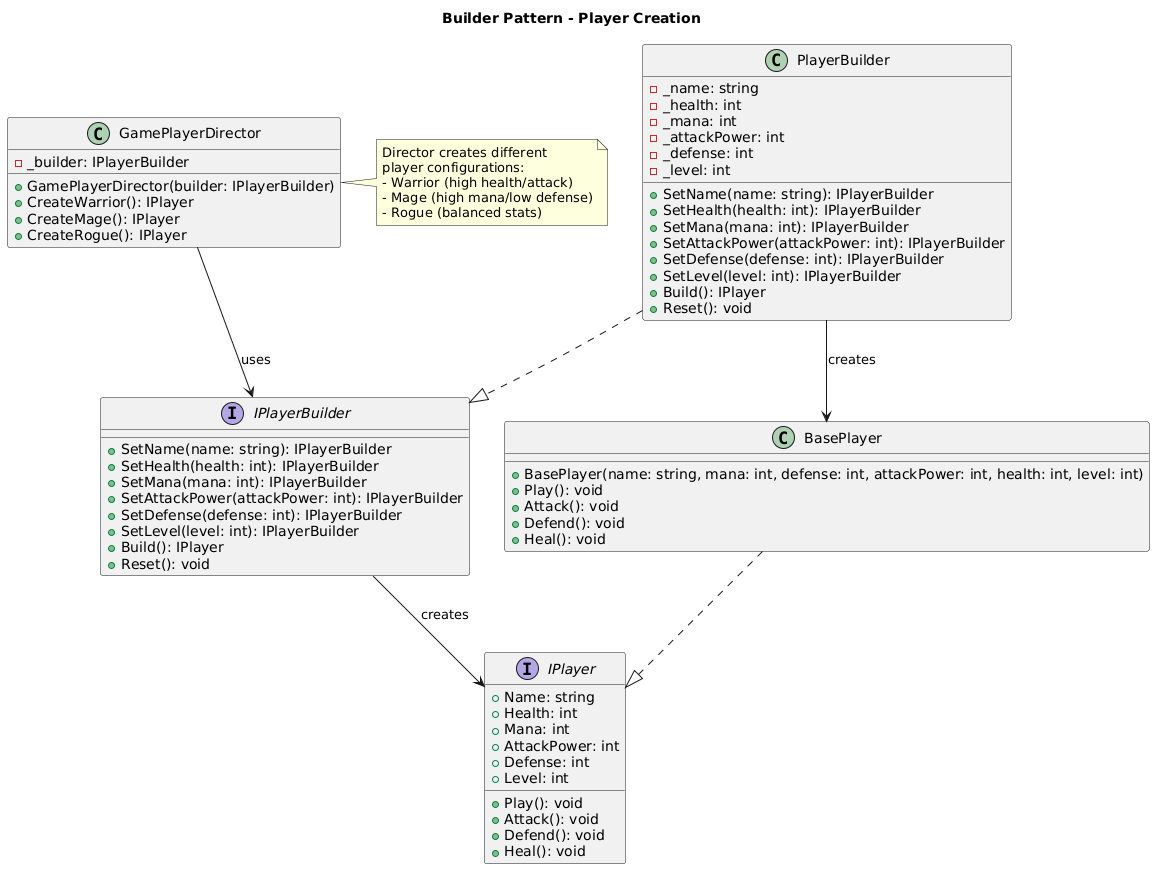 Builder Pattern - Player Creation
C GamePlayerDirector
_builder: IPlayerBuilder
GamePlayerDirector(builder: IPlayerBuilder)
CreateWarrior(): IPlayer
CreateMage(): IPlayer
CreateRogue(): IPlayer
Director creates different
player configurations:
- Warrior (high health/attack)
- Mage (high mana/low defense)
- Rogue (balanced stats)
C PlayerBuilder
_name: string
_health: int
_mana: int
_attackPower: int
_defense: int
_level: int
SetName(name: string): IPlayerBuilder
SetHealth(health: int): IPlayerBuilder
SetMana(mana: int): IPlayerBuilder
SetAttackPower(attackPower: int): IPlayerBuilder
SetDefense(defense: int): IPlayerBuilder
SetLevel(level: int): IPlayerBuilder
Build(): IPlayer
Reset(): void
uses
creates
I IPlayerBuilder
SetName(name: string): IPlayerBuilder
SetHealth(health: int): IPlayerBuilder
SetMana(mana: int): IPlayerBuilder
SetAttackPower(attackPower: int): IPlayerBuilder
SetDefense(defense: int): IPlayerBuilder
SetLevel(level: int): IPlayerBuilder
Build(): IPlayer
Reset(): void
C BasePlayer
BasePlayer(name: string, mana: int, defense: int, attackPower: int, health: int, level: int)
Play(): void
Attack(): void
Defend(): void
Heal(): void
creates
I IPlayer
Name: string
Health: int
Mana: int
AttackPower: int
Defense: int
Level: int
Play(): void
Attack(): void
Defend(): void
Heal(): void